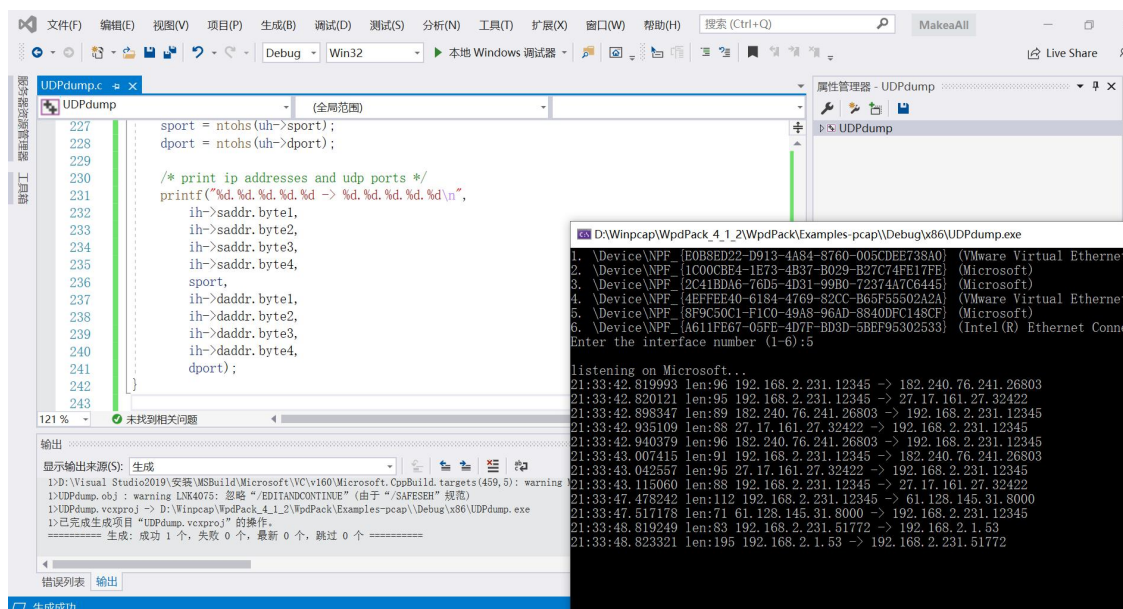 文件(F) 编辑(E) 视图(V) 项目(P) 生成(B) 调试(D) 测试(S) 分析(N) 工具(T) 扩展(X) 窗口(W) 帮助(H) 搜索 (Ctrl+Q) MakeaAll
Debug Win32 本地 Windows 调试器 Live Share
服务器资源管理器
工具箱
UDPdump.c
UDPdump (全局范围)
227 sport = ntohs(uh->sport);
228 dport = ntohs(uh->dport);
229
230 /* print ip addresses and udp ports */
231 printf("%d.%d.%d.%d.%d -> %d.%d.%d.%d.%d\n",
232 ih->saddr.byte1,
233 ih->saddr.byte2,
234 ih->saddr.byte3,
235 ih->saddr.byte4,
236 sport,
237 ih->daddr.byte1,
238 ih->daddr.byte2,
239 ih->daddr.byte3,
240 ih->daddr.byte4,
241 dport);
242 }
243
121 % 未找到相关问题
输出
显示输出来源(S): 生成
1>D:\Visual Studio2019\安装\MSBuild\Microsoft\VC\v160\Microsoft.CppBuild.targets(459,5): warning
1>UDPdump.obj : warning LNK4075: 忽略“/EDITANDCONTINUE”(由于“/SAFESEH”规范)
1>UDPdump.vcxproj -> D:\Winpcap\WpdPack_4_1_2\WpdPack\Examples-pcap\\Debug\x86\UDPdump.exe
1>已完成生成项目“UDPdump.vcxproj”的操作。
========== 生成: 成功 1 个，失败 0 个，最新 0 个，跳过 0 个 ==========
错误列表 输出
生成成功
属性管理器 - UDPdump
UDPdump
D:\Winpcap\WpdPack_4_1_2\WpdPack\Examples-pcap\\Debug\x86\UDPdump.exe
1. \Device\NPF_{E0B8ED22-D913-4A84-8760-005CDEE738A0} (VMware Virtual Etherne
2. \Device\NPF_{1C00CBE4-1E73-4B37-B029-B27C74FE17FE} (Microsoft)
3. \Device\NPF_{2C41BDA6-76D5-4D31-99B0-72374A7C6445} (Microsoft)
4. \Device\NPF_{4EFFEE40-6184-4769-82CC-B65F55502A2A} (VMware Virtual Etherne
5. \Device\NPF_{8F9C50C1-F1C0-49A8-96AD-8840DFC148CF} (Microsoft)
6. \Device\NPF_{A611FE67-05FE-4D7F-BD3D-5BEF95302533} (Intel(R) Ethernet Conn
Enter the interface number (1-6):5
listening on Microsoft...
21:33:42.819993 len:96 192.168.2.231.12345 -> 182.240.76.241.26803
21:33:42.820121 len:95 192.168.2.231.12345 -> 27.17.161.27.32422
21:33:42.898347 len:89 182.240.76.241.26803 -> 192.168.2.231.12345
21:33:42.935109 len:88 27.17.161.27.32422 -> 192.168.2.231.12345
21:33:42.940379 len:96 182.240.76.241.26803 -> 192.168.2.231.12345
21:33:43.007415 len:91 192.168.2.231.12345 -> 182.240.76.241.26803
21:33:43.042557 len:95 27.17.161.27.32422 -> 192.168.2.231.12345
21:33:43.115060 len:88 192.168.2.231.12345 -> 27.17.161.27.32422
21:33:47.478242 len:112 192.168.2.231.12345 -> 61.128.145.31.8000
21:33:47.517178 len:71 61.128.145.31.8000 -> 192.168.2.231.12345
21:33:48.819249 len:83 192.168.2.231.51772 -> 192.168.2.1.53
21:33:48.823321 len:195 192.168.2.1.53 -> 192.168.2.231.51772